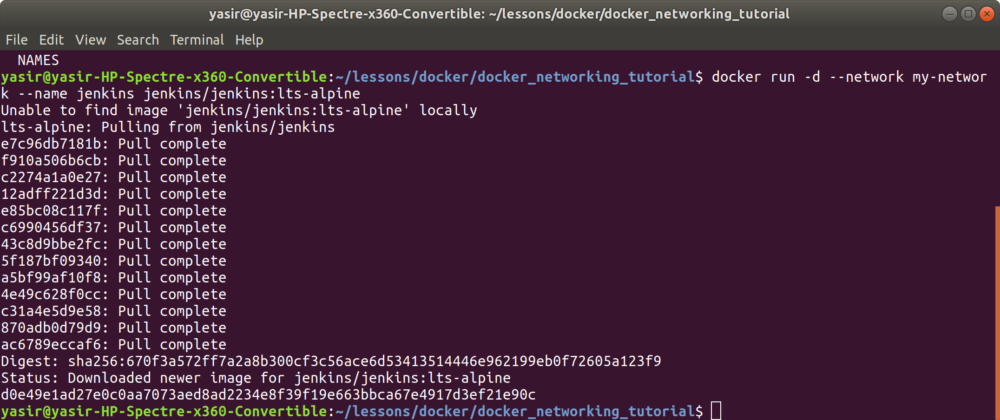 yasir@yasir-HP-Spectre-x360-Convertible: ~/lessons/docker/docker_networking_tutorial
File Edit View Search Terminal Help
NAMES
yasir@yasir-HP-Spectre-x360-Convertible:~/lessons/docker/docker_networking_tutorial$ docker run -d --network my-networ
k --name jenkins jenkins/jenkins:lts-alpine
Unable to find image 'jenkins/jenkins:lts-alpine' locally
lts-alpine: Pulling from jenkins/jenkins
e7c96db7181b: Pull complete
f910a506b6cb: Pull complete
c2274a1a0e27: Pull complete
12adff221d3d: Pull complete
e85bc08c117f: Pull complete
c6990456df37: Pull complete
43c8d9bbe2fc: Pull complete
5f187bf09340: Pull complete
a5bf99af10f8: Pull complete
4e49c628f0cc: Pull complete
c31a4e5d9e58: Pull complete
870adb0d79d9: Pull complete
ac6789eccaf6: Pull complete
Digest: sha256:670f3a572ff7a2a8b300cf3c56ace6d53413514446e962199eb0f72605a123f9
Status: Downloaded newer image for jenkins/jenkins:lts-alpine
d0e49e1ad27e0c0aa7073aed8ad2234e8f39f19e663bbca67e4917d3ef21e90c
yasir@yasir-HP-Spectre-x360-Convertible:~/lessons/docker/docker_networking_tutorial$